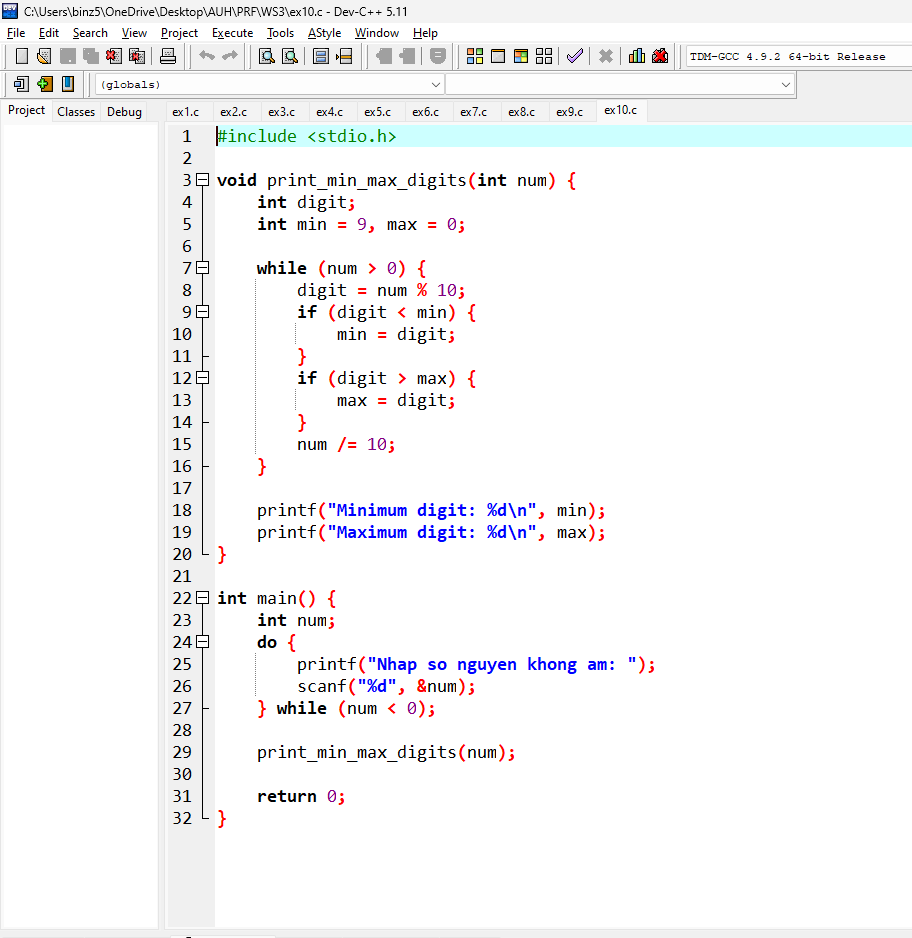 C:\Users\binz5\OneDrive\Desktop\AUH\PRF\WS3\ex10.c - Dev-C++ 5.11
File Edit Search View Project Execute Tools AStyle Window Help
TDM-GCC 4.9.2 64-bit Release
(globals)
Project Classes Debug ex1.c ex2.c ex3.c ex4.c ex5.c ex6.c ex7.c ex8.c ex9.c ex10.c
1 #include <stdio.h>
2
3 void print_min_max_digits(int num) {
4     int digit;
5     int min = 9, max = 0;
6
7     while (num > 0) {
8         digit = num % 10;
9         if (digit < min) {
10             min = digit;
11         }
12         if (digit > max) {
13             max = digit;
14         }
15         num /= 10;
16     }
17
18     printf("Minimum digit: %d\n", min);
19     printf("Maximum digit: %d\n", max);
20 }
21
22 int main() {
23     int num;
24     do {
25         printf("Nhap so nguyen khong am: ");
26         scanf("%d", &num);
27     } while (num < 0);
28
29     print_min_max_digits(num);
30
31     return 0;
32 }